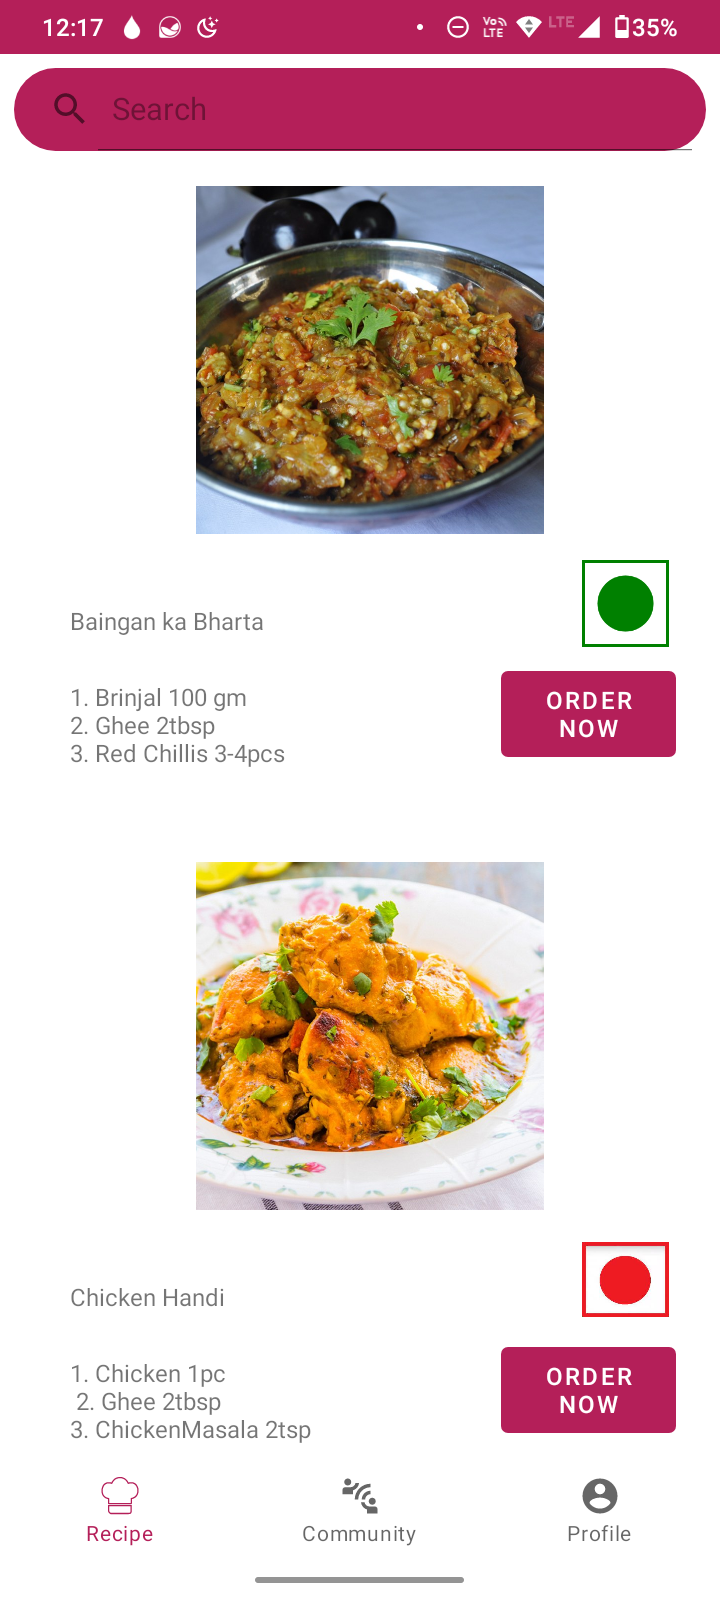 12:17
Vo
LTE
LTE
35%
Search
Baingan ka Bharta
1. Brinjal 100 gm
2. Ghee 2tbsp
3. Red Chillis 3-4pcs
ORDER
NOW
Chicken Handi
1. Chicken 1pc
2. Ghee 2tbsp
3. ChickenMasala 2tsp
ORDER
NOW
Recipe
Community
Profile